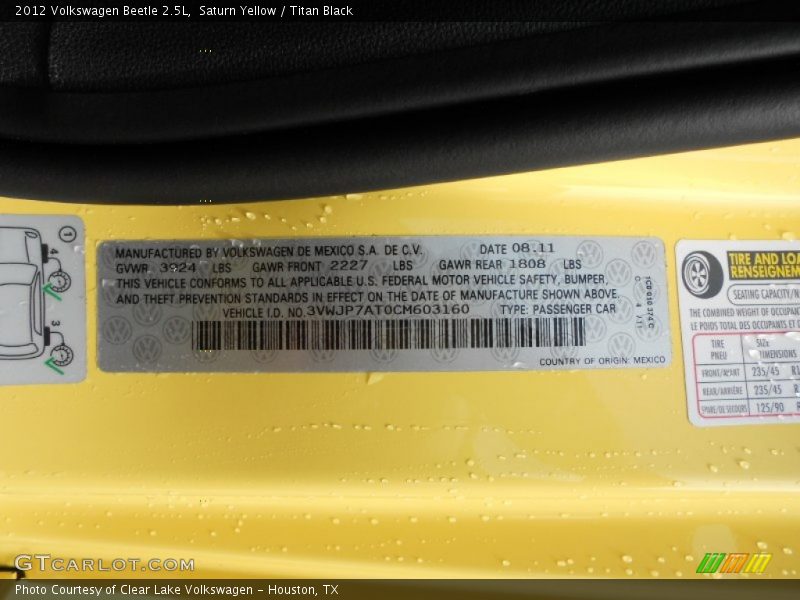 2012 Volkswagen Beetle 2.5L, Saturn Yellow / Titan Black
MANUFACTURED BY VOLKSWAGEN DE MEXICO S.A. DE C.V. DATE 08.11
GVWR 3924 LBS GAWR FRONT 2227 LBS GAWR REAR 1808 LBS
THIS VEHICLE CONFORMS TO ALL APPLICABLE U.S. FEDERAL MOTOR VEHICLE SAFETY, BUMPER,
AND THEFT PREVENTION STANDARDS IN EFFECT ON THE DATE OF MANUFACTURE SHOWN ABOVE.
VEHICLE I.D. NO. 3VWJP7AT0CM603160 TYPE: PASSENGER CAR
COUNTRY OF ORIGIN: MEXICO
1
3
TIRE AND LOA
RENSEIGNEME
SEATING CAPACITY/N
THE COMBINED WEIGHT OF OCCUPANT
LE POIDS TOTAL DES OCCUPANTS ET D
TIRE
PNEU
DIMENSIONS
FRONT/AVANT 235/45
REAR/ARRIÈRE 235/45
SPARE/DE SECOURS 125/90
GTCARLOT.COM
Photo Courtesy of Clear Lake Volkswagen - Houston, TX